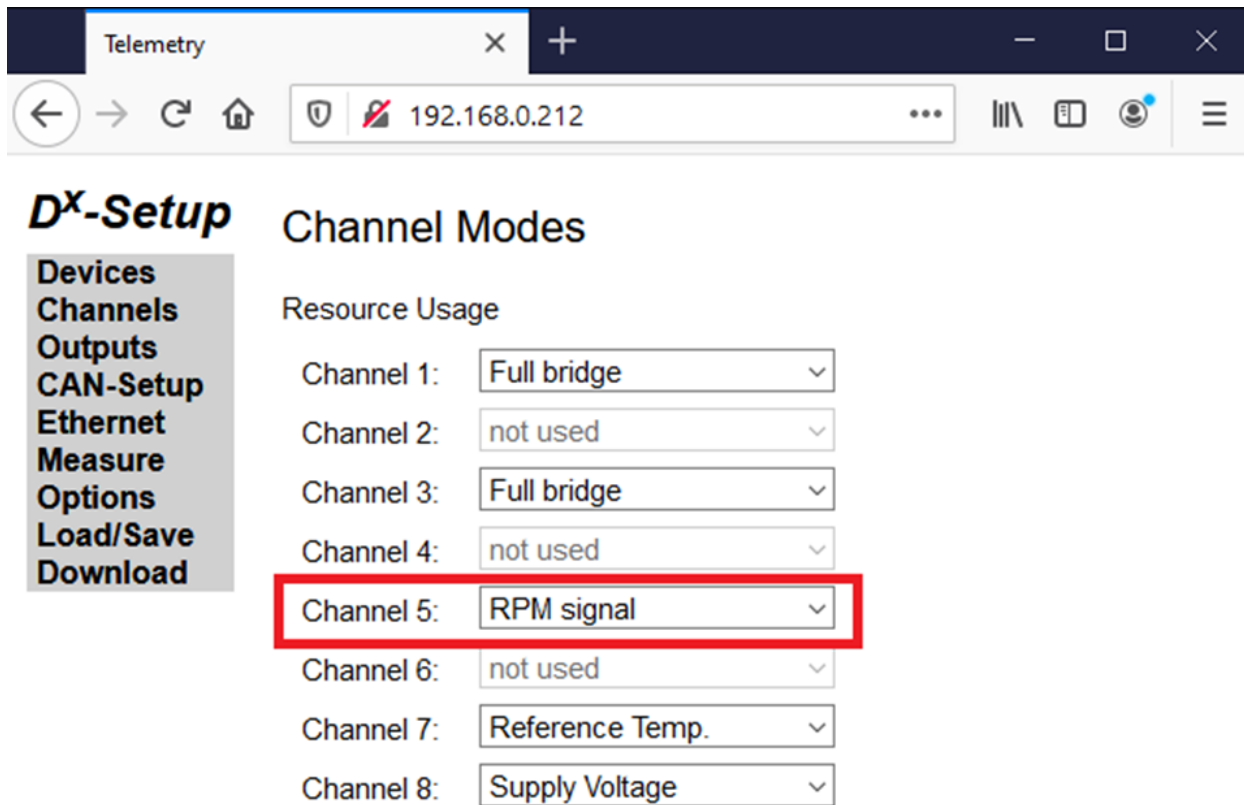 Telemetry
192.168.0.212
Dx-Setup
Devices
Channels
Outputs
CAN-Setup
Ethernet
Measure
Options
Load/Save
Download
Channel Modes
Resource Usage
Channel 1: Full bridge
Channel 2: not used
Channel 3: Full bridge
Channel 4: not used
Channel 5: RPM signal
Channel 6: not used
Channel 7: Reference Temp.
Channel 8: Supply Voltage